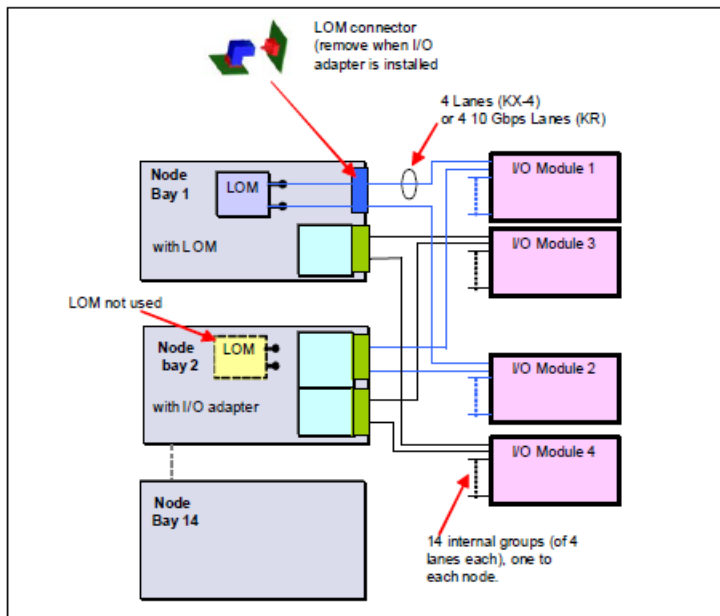 LOM connector
(remove when I/O
adapter is installed
4 Lanes (KX-4)
or 4 10 Gbps Lanes (KR)
Node
Bay 1
LOM
with LOM
I/O Module 1
I/O Module 3
LOM not used
Node
bay 2
LOM
with I/O adapter
I/O Module 2
I/O Module 4
Node
Bay 14
14 internal groups (of 4
lanes each), one to
each node.